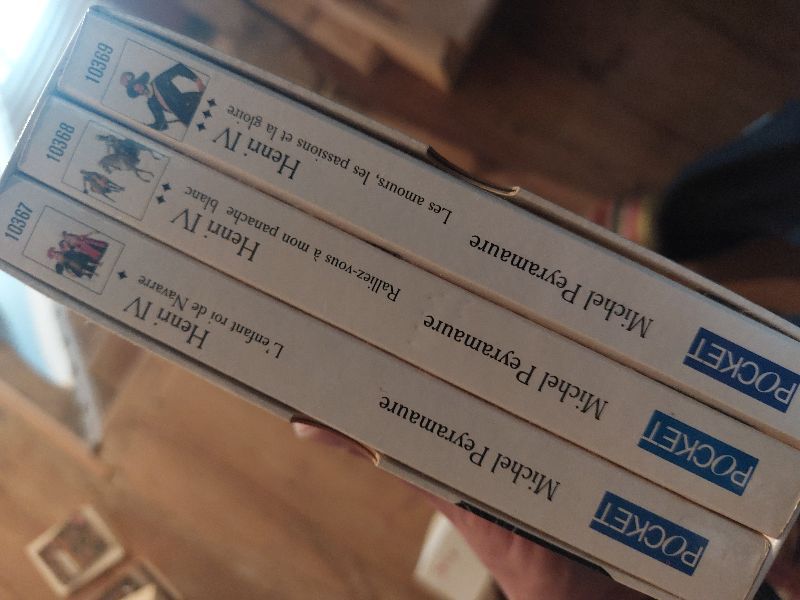 Michel Peyramaure
Henri IV
L'enfant roi de Navarre
10367
POCKET
Michel Peyramaure
Henri IV
Ralliez-vous à mon panache blanc
10368
POCKET
Michel Peyramaure
Henri IV
Les amours, les passions et la gloire
10369
POCKET